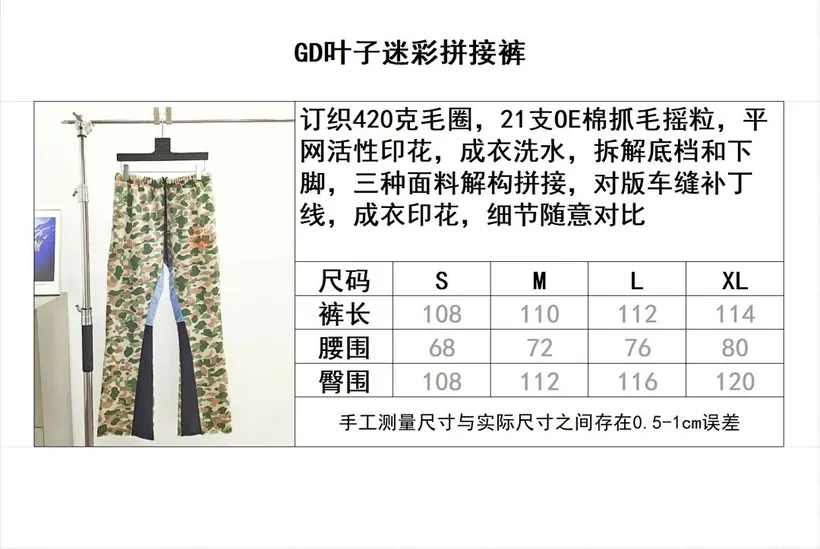 GD叶子迷彩拼接裤
订织420克毛圈，21支OE棉抓毛摇粒，平
网活性印花，成衣洗水，拆解底档和下
脚，三种面料解构拼接，对版车缝补丁
线，成衣印花，细节随意对比
尺码 S M L XL
裤长 108 110 112 114
腰围 68 72 76 80
臀围 108 112 116 120
手工测量尺寸与实际尺寸之间存在0.5-1cm误差